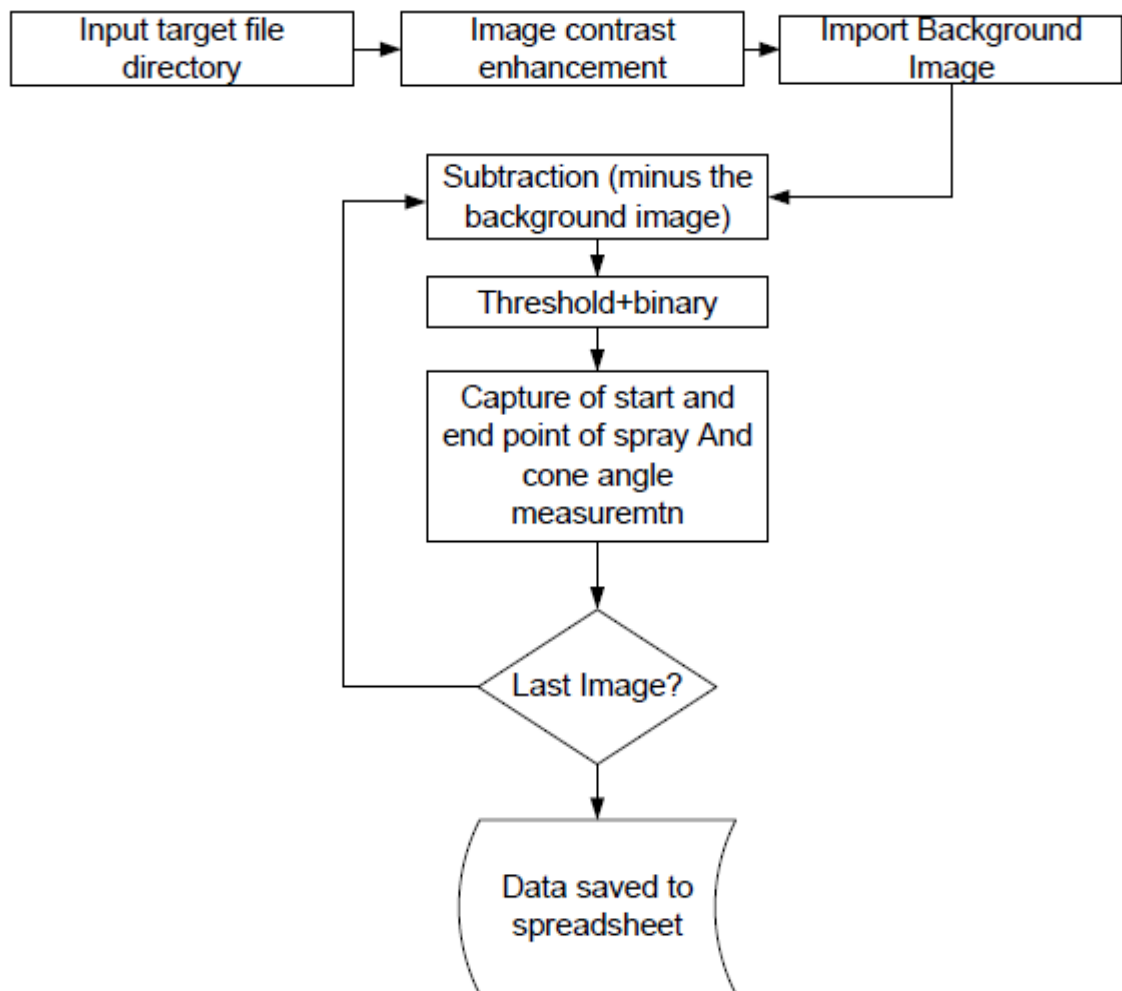 Input target file
directory
Image contrast
enhancement
Import Background
Image
Subtraction (minus the
background image)
Threshold+binary
Capture of start and
end point of spray And
cone angle
measuremtn
Last Image?
Data saved to
spreadsheet